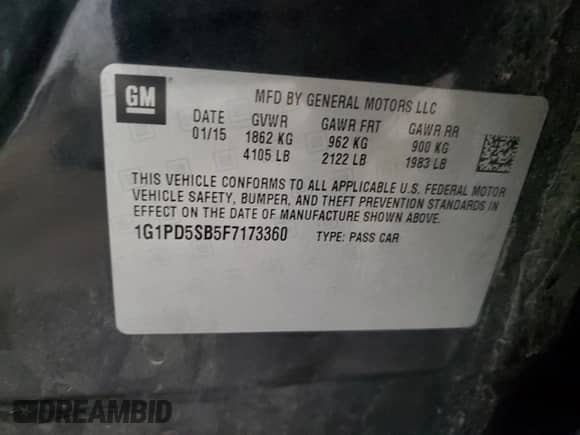 GM
MFD BY GENERAL MOTORS LLC
DATE GVWR GAWR FRT GAWR RR
01/15 1862 KG 962 KG 900 KG
4105 LB 2122 LB 1983 LB
THIS VEHICLE CONFORMS TO ALL APPLICABLE U.S. FEDERAL MOTOR
VEHICLE SAFETY, BUMPER, AND THEFT PREVENTION STANDARDS IN
EFFECT ON THE DATE OF MANUFACTURE SHOWN ABOVE.
1G1PD5SB5F7173360 TYPE: PASS CAR
DREAMBID